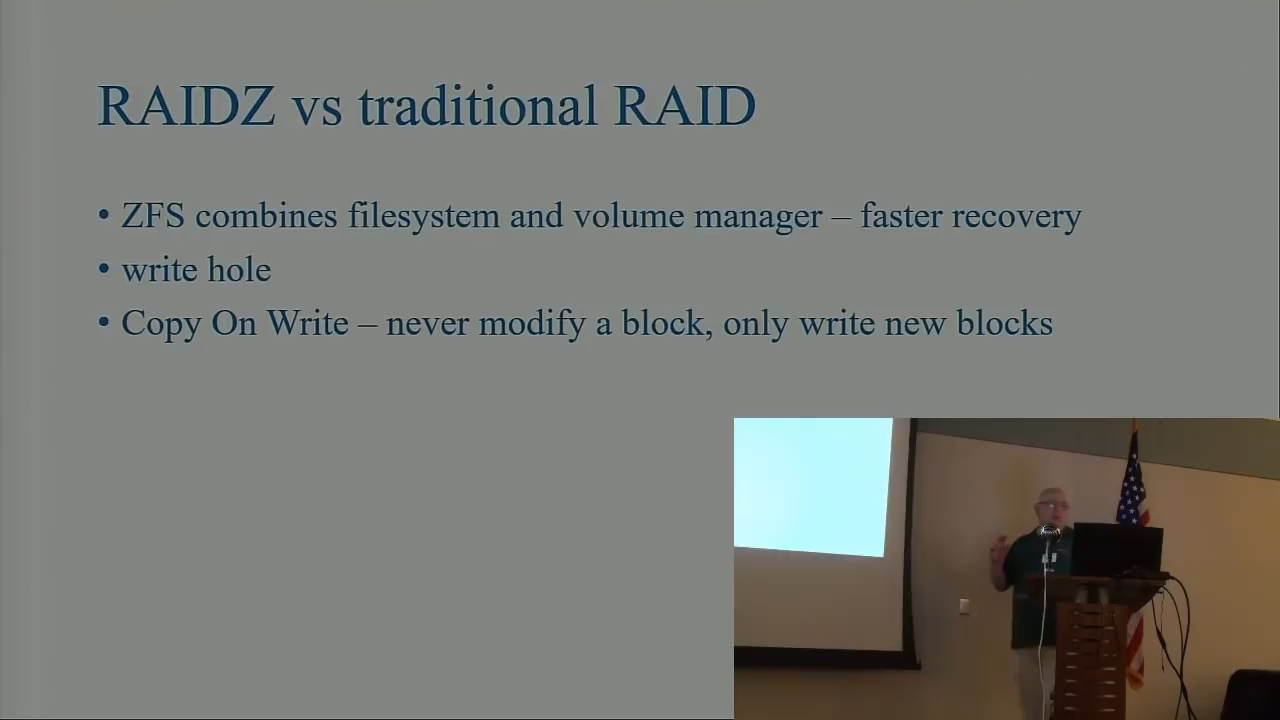 RAIDZ vs traditional RAID
• ZFS combines filesystem and volume manager – faster recovery
• write hole
• Copy On Write – never modify a block, only write new blocks